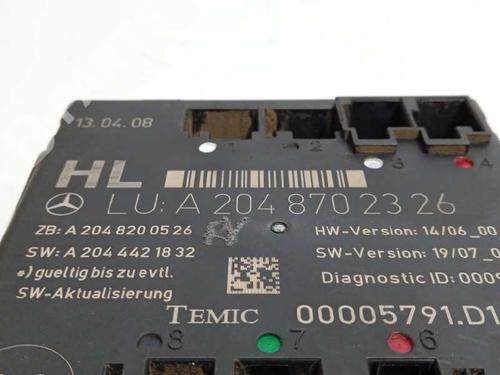 13.04.08
1 2 3 4
HL
LU: A 204 870 23 26
ZB: A 204 820 05 26
HW-Version: 14/06_00
SW: A 204 442 18 32
SW-Version: 19/07_0
*) gueltig bis zu evtl.
Diagnostic ID: 000
SW-Aktualisierung
TEMIC 00005791.D1
8 7 6